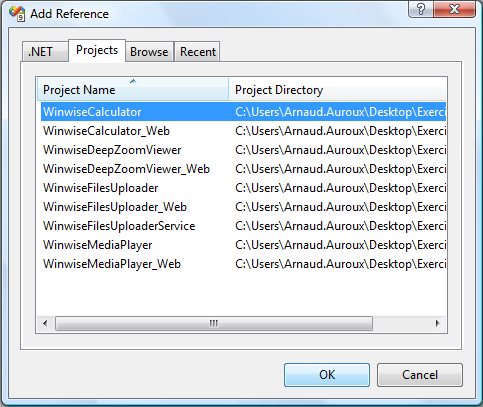 Add Reference
.NET Projects Browse Recent
Project Name Project Directory
WinwiseCalculator C:\Users\Arnaud.Auroux\Desktop\Exerci
WinwiseCalculator_Web C:\Users\Arnaud.Auroux\Desktop\Exerci
WinwiseDeepZoomViewer C:\Users\Arnaud.Auroux\Desktop\Exerci
WinwiseDeepZoomViewer_Web C:\Users\Arnaud.Auroux\Desktop\Exerci
WinwiseFilesUploader C:\Users\Arnaud.Auroux\Desktop\Exerci
WinwiseFilesUploader_Web C:\Users\Arnaud.Auroux\Desktop\Exerci
WinwiseFilesUploaderService C:\Users\Arnaud.Auroux\Desktop\Exerci
WinwiseMediaPlayer C:\Users\Arnaud.Auroux\Desktop\Exerci
WinwiseMediaPlayer_Web C:\Users\Arnaud.Auroux\Desktop\Exerci
OK Cancel